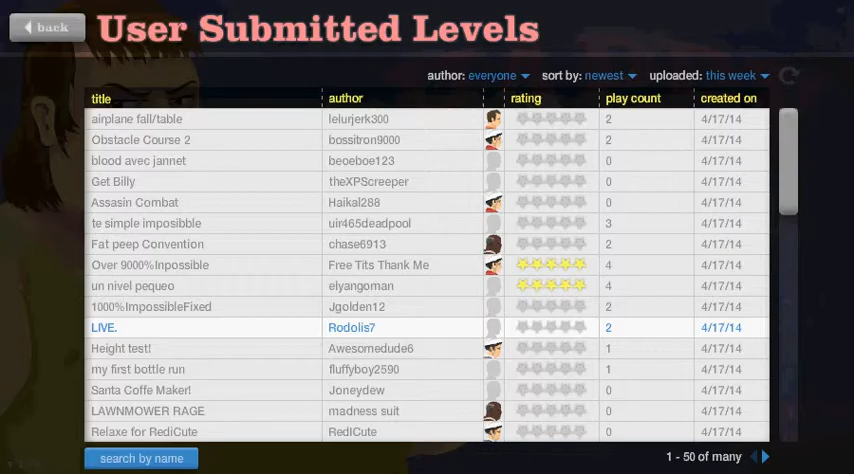 back
User Submitted Levels
author: everyone sort by: newest uploaded: this week
title author rating play count created on
airplane fall/table lelurjerk300 2 4/17/14
Obstacle Course 2 bossitron9000 2 4/17/14
blood avec jannet beoeboe123 0 4/17/14
Get Billy theXPScreeper 0 4/17/14
Assasin Combat Haikal288 0 4/17/14
te simple imposibble uir465deadpool 3 4/17/14
Fat peep Convention chase6913 2 4/17/14
Over 9000%Inpossible Free Tits Thank Me 4 4/17/14
un nivel pequeo elyangoman 4 4/17/14
1000%ImpossibleFixed Jgolden12 2 4/17/14
LIVE. Rodolis7 2 4/17/14
Height test! Awesomedude6 1 4/17/14
my first bottle run fluffyboy2590 1 4/17/14
Santa Coffe Maker! Joneydew 0 4/17/14
LAWNMOWER RAGE madness suit 0 4/17/14
Relaxe for RediCute RedICute 0 4/17/14
search by name 1 - 50 of many